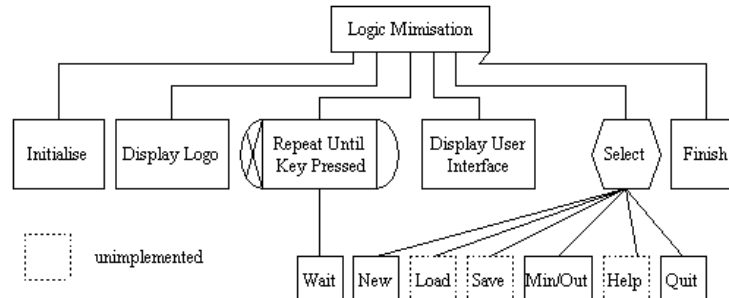 Logic Mimisation
Initialise
Display Logo
Repeat Until
Key Pressed
Display User
Interface
Select
Finish
unimplemented
Wait
New
Load
Save
Min/Out
Help
Quit